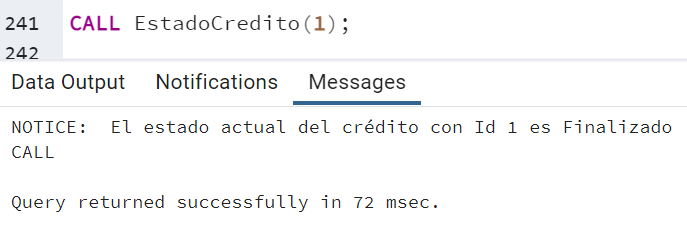 241 CALL EstadoCredito(1);
242
Data Output Notifications Messages
NOTICE:  El estado actual del crédito con Id 1 es Finalizado
CALL
Query returned successfully in 72 msec.